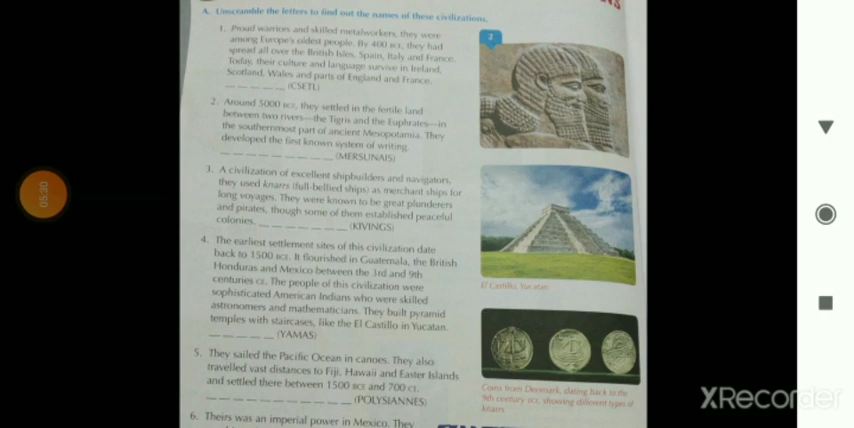 A. Unscramble the letters to find out the names of these civilizations.
1. Proud warriors and skilled metalworkers, they were
among Europe's oldest people. By 400 BCE, they had
spread all over the British Isles, Spain, Italy and France.
Today, their culture and language survive in Ireland,
Scotland, Wales and parts of England and France.
_ _ _ _ _ (CSETL)
2. Around 5000 BCE, they settled in the fertile land
between two rivers—the Tigris and the Euphrates—in
the southernmost part of ancient Mesopotamia. They
developed the first known system of writing.
_ _ _ _ _ _ _ _ _ (MERSUNAIS)
3. A civilization of excellent shipbuilders and navigators,
they used knarrs (full-bellied ships) as merchant ships for
long voyages. They were known to be great plunderers
and pirates, though some of them established peaceful
colonies. _ _ _ _ _ _ _ (KIVINGS)
4. The earliest settlement sites of this civilization date
back to 1500 BCE. It flourished in Guatemala, the British
Honduras and Mexico between the 3rd and 9th
centuries CE. The people of this civilization were
sophisticated American Indians who were skilled
astronomers and mathematicians. They built pyramid
temples with staircases, like the El Castillo in Yucatan.
_ _ _ _ _ (YAMAS)
5. They sailed the Pacific Ocean in canoes. They also
travelled vast distances to Fiji, Hawaii and Easter Islands
and settled there between 1500 BCE and 700 CE.
_ _ _ _ _ _ _ _ _ _ _ (POLYSIANNES)
6. Theirs was an imperial power in Mexico. They
2
El Castillo, Yucatan
Coins from Denmark, dating back to the
9th century BCE, showing different types of
knarrs
05:30
XRecorder